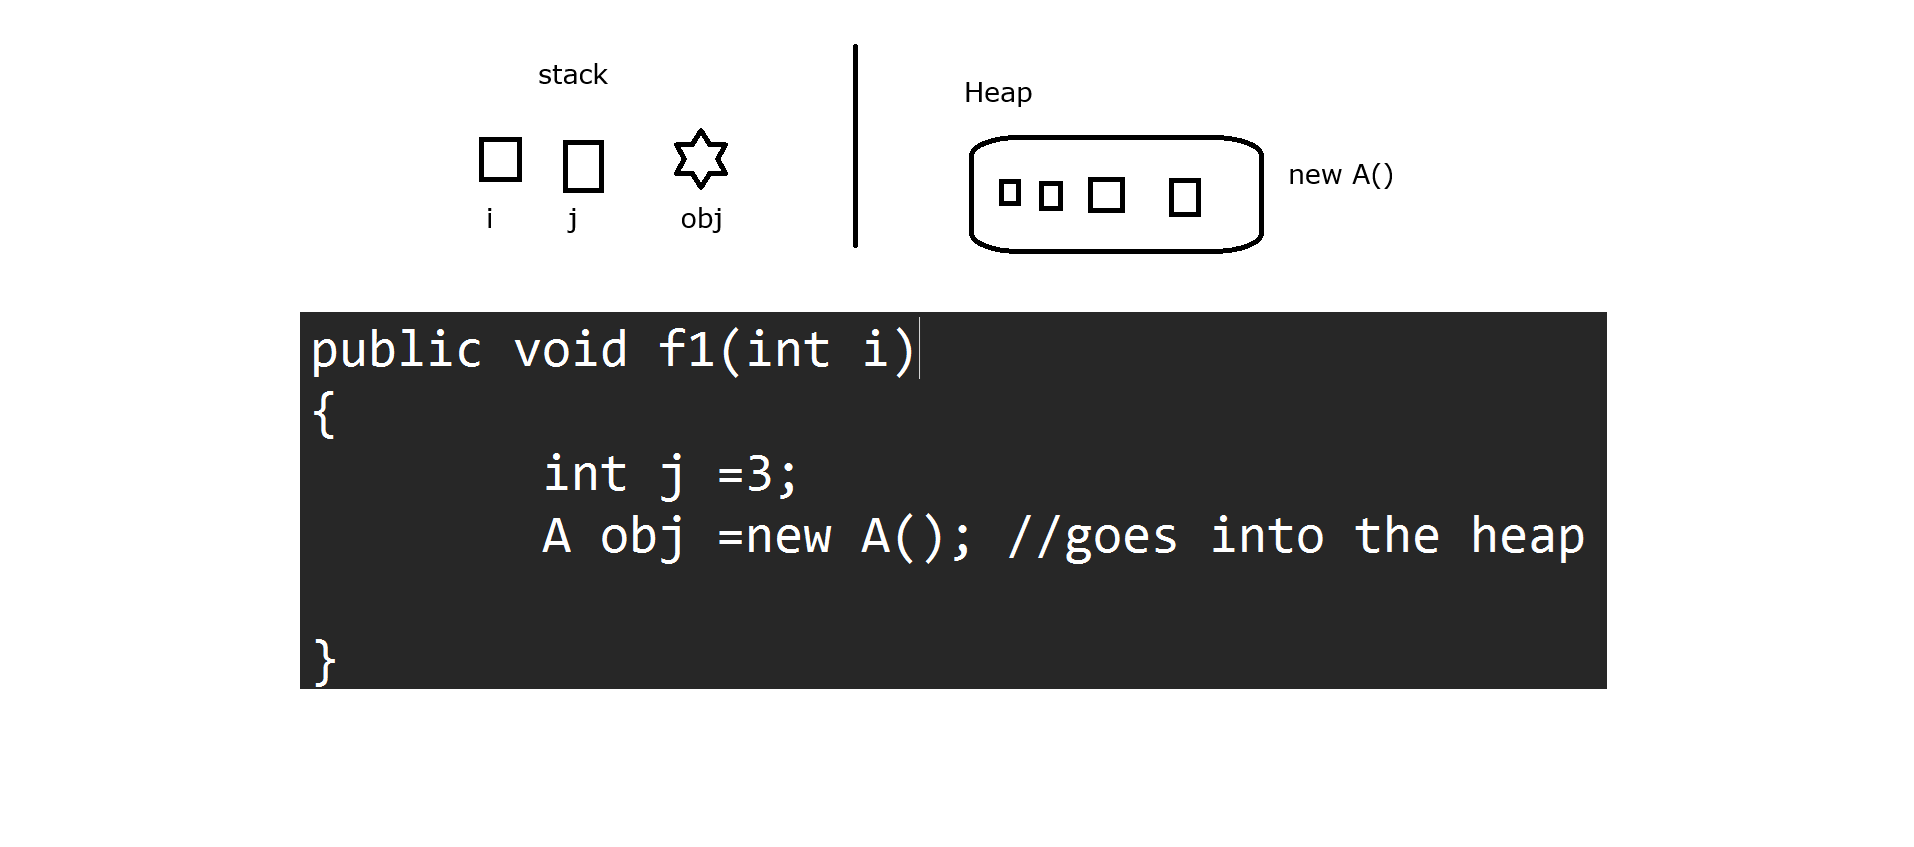 stack
Heap
new A()
i j obj
public void f1(int i)
{
int j =3;
A obj =new A(); //goes into the heap
}